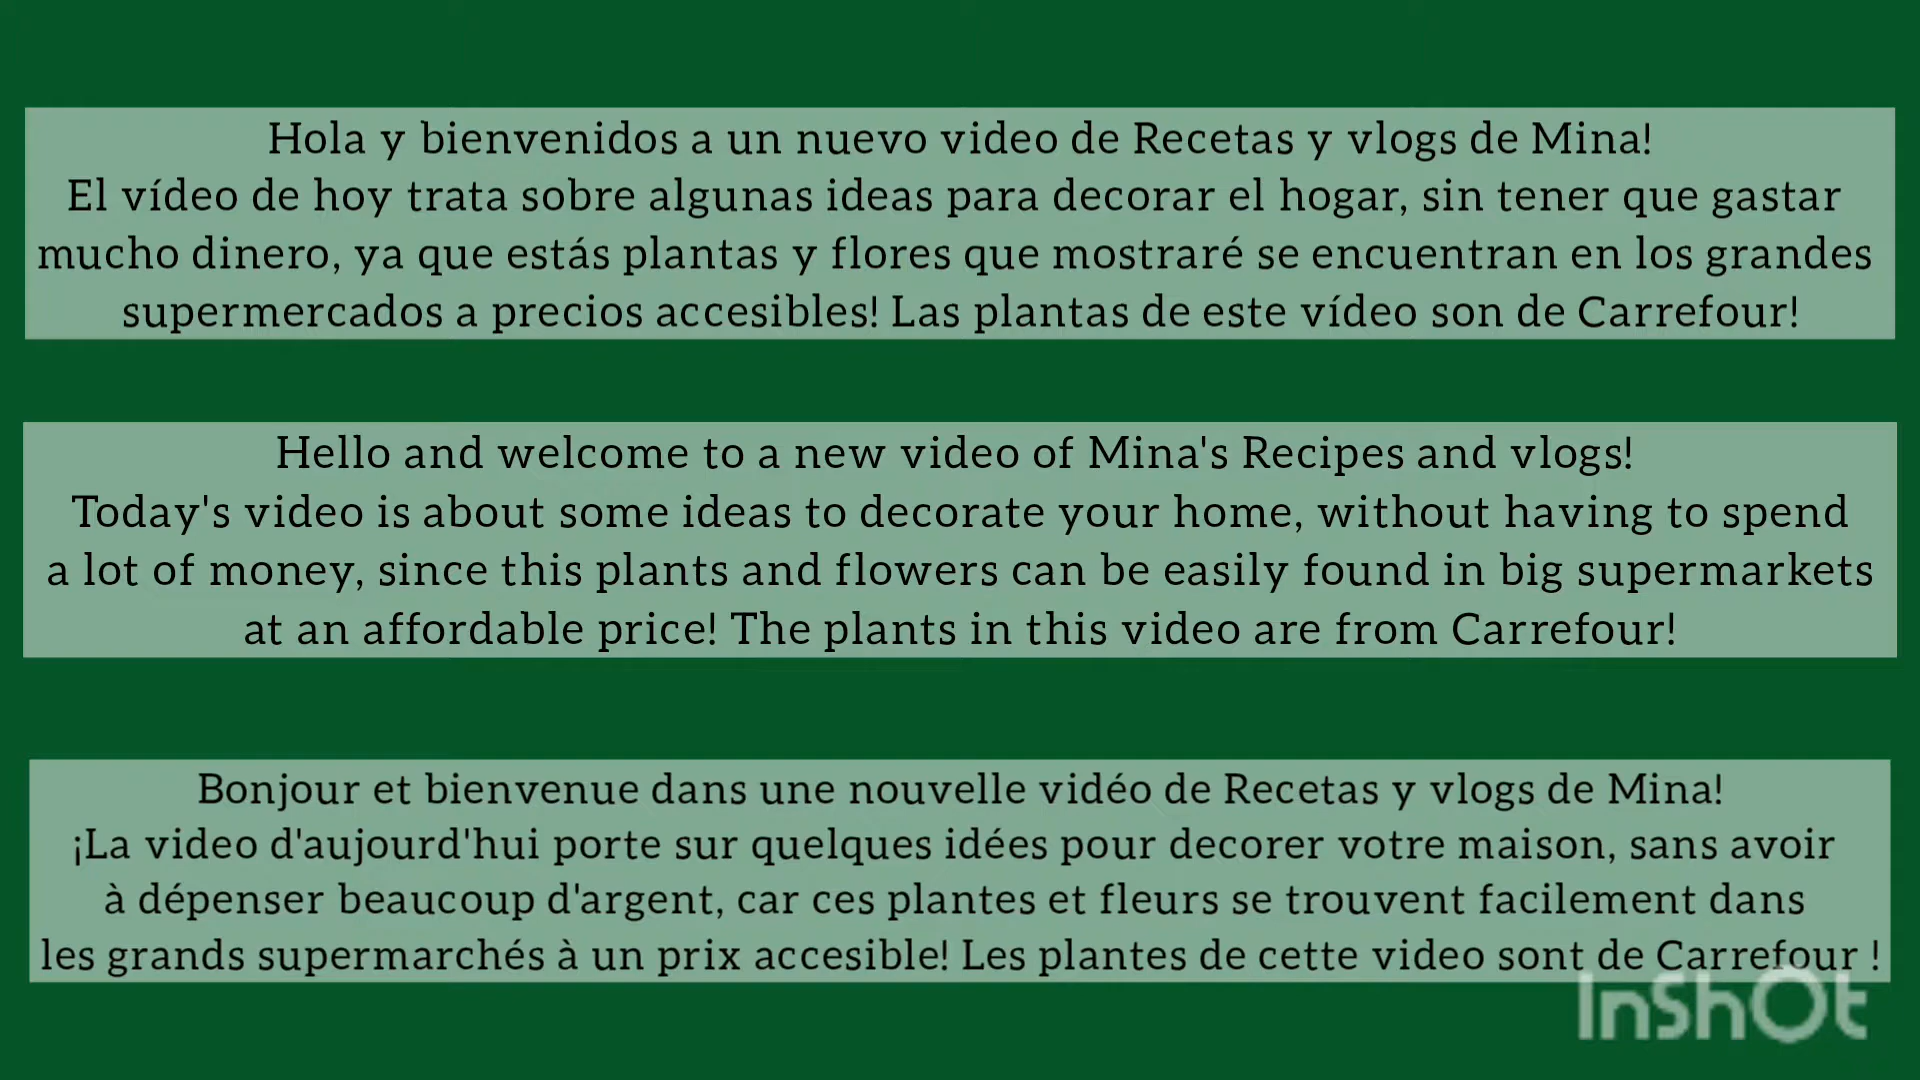 Hola y bienvenidos a un nuevo video de Recetas y vlogs de Mina!
El vídeo de hoy trata sobre algunas ideas para decorar el hogar, sin tener que gastar
mucho dinero, ya que estás plantas y flores que mostraré se encuentran en los grandes
supermercados a precios accesibles! Las plantas de este vídeo son de Carrefour!
Hello and welcome to a new video of Mina's Recipes and vlogs!
Today's video is about some ideas to decorate your home, without having to spend
a lot of money, since this plants and flowers can be easily found in big supermarkets
at an affordable price! The plants in this video are from Carrefour!
Bonjour et bienvenue dans une nouvelle vidéo de Recetas y vlogs de Mina!
¡La video d'aujourd'hui porte sur quelques idées pour decorer votre maison, sans avoir
à dépenser beaucoup d'argent, car ces plantes et fleurs se trouvent facilement dans
les grands supermarchés à un prix accesible! Les plantes de cette video sont de Carrefour !
InShOt